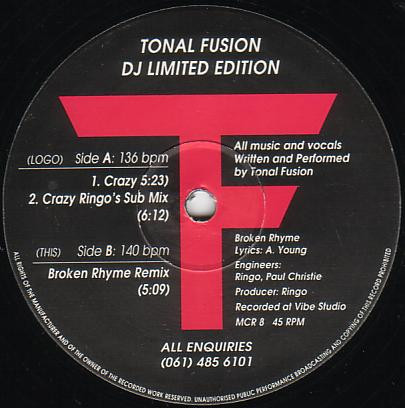 TONAL FUSION
DJ LIMITED EDITION
(LOGO) Side A: 136 bpm
1. Crazy 5:23)
2. Crazy Ringo's Sub Mix
(6:12)
(THIS) Side B: 140 bpm
Broken Rhyme Remix
(5:09)
All music and vocals
Written and Performed
by Tonal Fusion
Broken Rhyme
Lyrics: A. Young
Engineers:
Ringo, Paul Christie
Producer: Ringo
Recorded at Vibe Studio
MCR 8 45 RPM
ALL ENQUIRIES
(061) 485 6101
ALL RIGHTS OF THE MANUFACTURER AND OF THE OWNER OF THE RECORDED WORK RESERVED. UNAUTHORISED PUBLIC PERFORMANCE BROADCASTING AND COPYING OF THIS RECORD PROHIBITED
TF